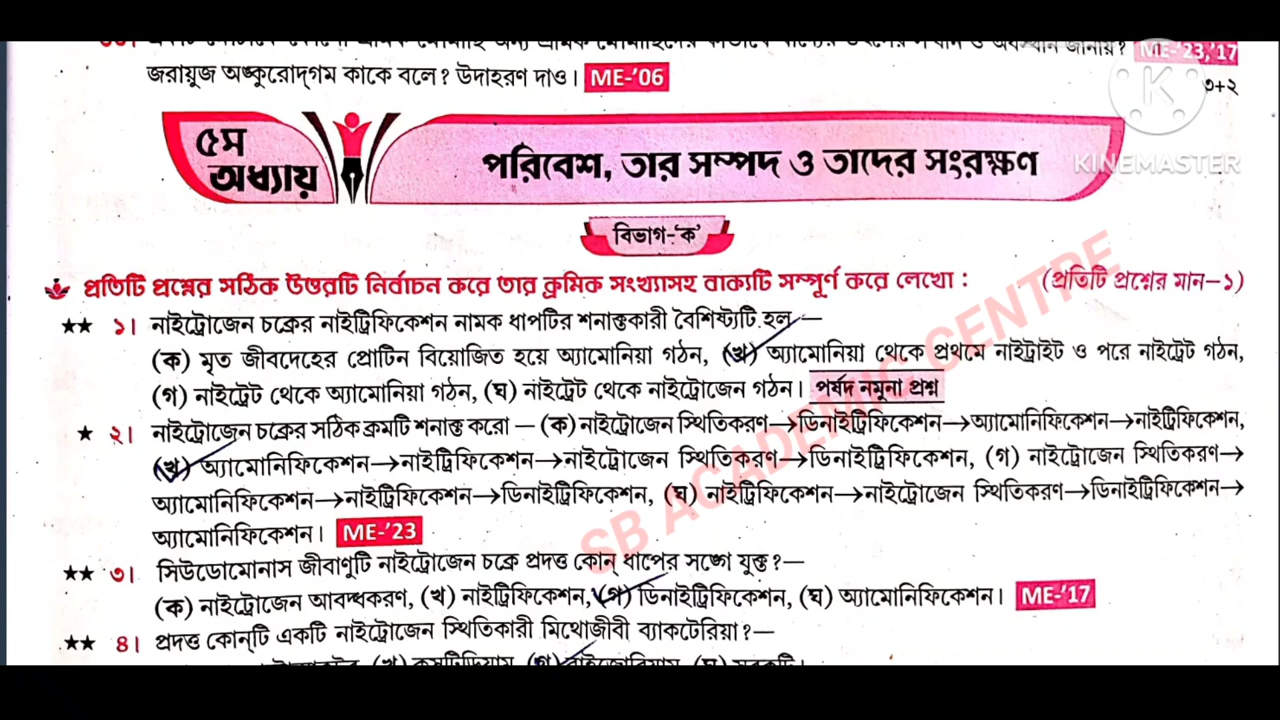 জরায়ুজ অঙ্কুরোদ্‌গম কাকে বলে? উদাহরণ দাও। ME-'06
ME-'23,'17
৩+২
KINEMASTER
৫ম অধ্যায়
পরিবেশ, তার সম্পদ ও তাদের সংরক্ষণ
বিভাগ-'ক'
প্রতিটি প্রশ্নের সঠিক উত্তরটি নির্বাচন করে তার ক্রমিক সংখ্যাসহ বাক্যটি সম্পূর্ণ করে লেখো : (প্রতিটি প্রশ্নের মান–১)
★★ ১। নাইট্রোজেন চক্রের নাইট্রিফিকেশন নামক ধাপটির শনাক্তকারী বৈশিষ্ট্যটি হল —
(ক) মৃত জীবদেহের প্রোটিন বিয়োজিত হয়ে অ্যামোনিয়া গঠন, (খ) অ্যামোনিয়া থেকে প্রথমে নাইট্রাইট ও পরে নাইট্রেট গঠন,
(গ) নাইট্রেট থেকে অ্যামোনিয়া গঠন, (ঘ) নাইট্রেট থেকে নাইট্রোজেন গঠন। পর্ষদ নমুনা প্রশ্ন
★ ২। নাইট্রোজেন চক্রের সঠিক ক্রমটি শনাক্ত করো — (ক) নাইট্রোজেন স্থিতিকরণ→ডিনাইট্রিফিকেশন→অ্যামোনিফিকেশন→নাইট্রিফিকেশন,
(খ) অ্যামোনিফিকেশন→নাইট্রিফিকেশন→নাইট্রোজেন স্থিতিকরণ→ডিনাইট্রিফিকেশন, (গ) নাইট্রোজেন স্থিতিকরণ→
অ্যামোনিফিকেশন→নাইট্রিফিকেশন→ডিনাইট্রিফিকেশন, (ঘ) নাইট্রিফিকেশন→নাইট্রোজেন স্থিতিকরণ→ডিনাইট্রিফিকেশন→
অ্যামোনিফিকেশন। ME-'23
★★ ৩। সিউডোমোনাস জীবাণুটি নাইট্রোজেন চক্রে প্রদত্ত কোন্ ধাপের সঙ্গে যুক্ত?—
(ক) নাইট্রোজেন আবদ্ধকরণ, (খ) নাইট্রিফিকেশন, (গ) ডিনাইট্রিফিকেশন, (ঘ) অ্যামোনিফিকেশন। ME-'17
★★ ৪। প্রদত্ত কোন্‌টি একটি নাইট্রোজেন স্থিতিকারী মিথোজীবী ব্যাকটেরিয়া?—
SB ACADEMIC CENTRE